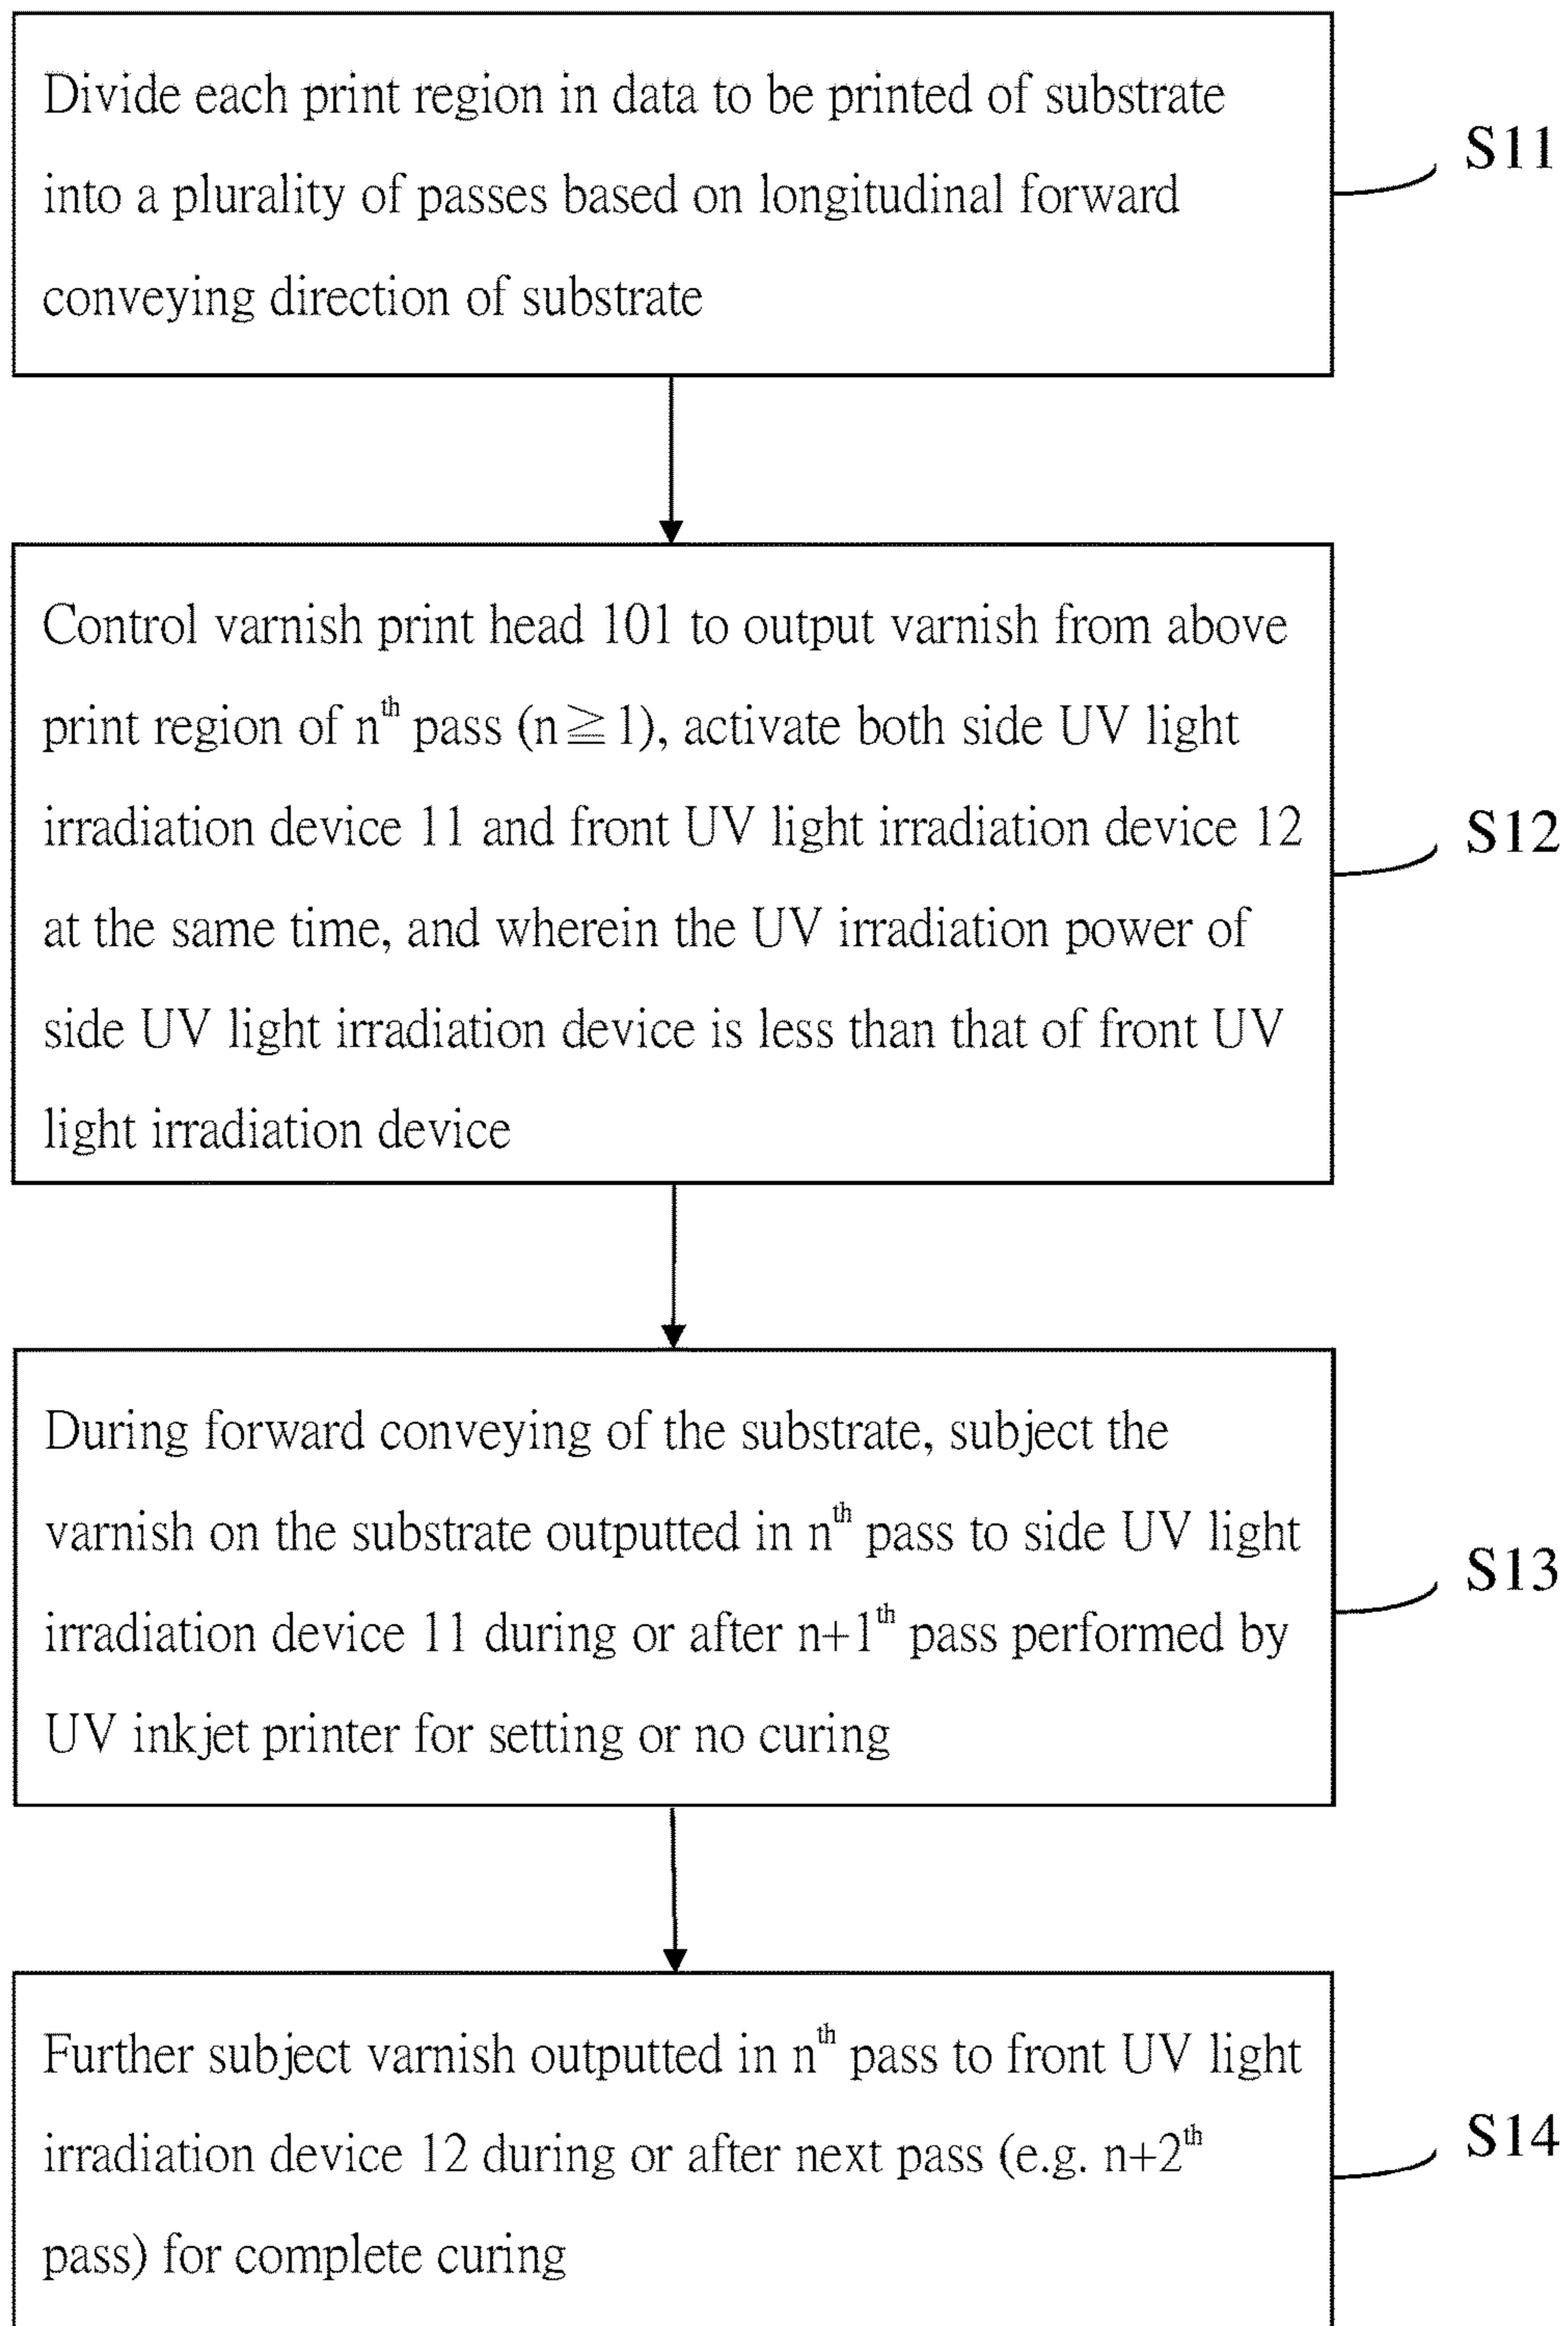 Divide each print region in data to be printed of substrate
into a plurality of passes based on longitudinal forward
conveying direction of substrate
S11
Control varnish print head 101 to output varnish from above
print region of nth pass (n≧1), activate both side UV light
irradiation device 11 and front UV light irradiation device 12
at the same time, and wherein the UV irradiation power of
side UV light irradiation device is less than that of front UV
light irradiation device
S12
During forward conveying of the substrate, subject the
varnish on the substrate outputted in nth pass to side UV light
irradiation device 11 during or after n+1th pass performed by
UV inkjet printer for setting or no curing
S13
Further subject varnish outputted in nth pass to front UV light
irradiation device 12 during or after next pass (e.g. n+2th
pass) for complete curing
S14